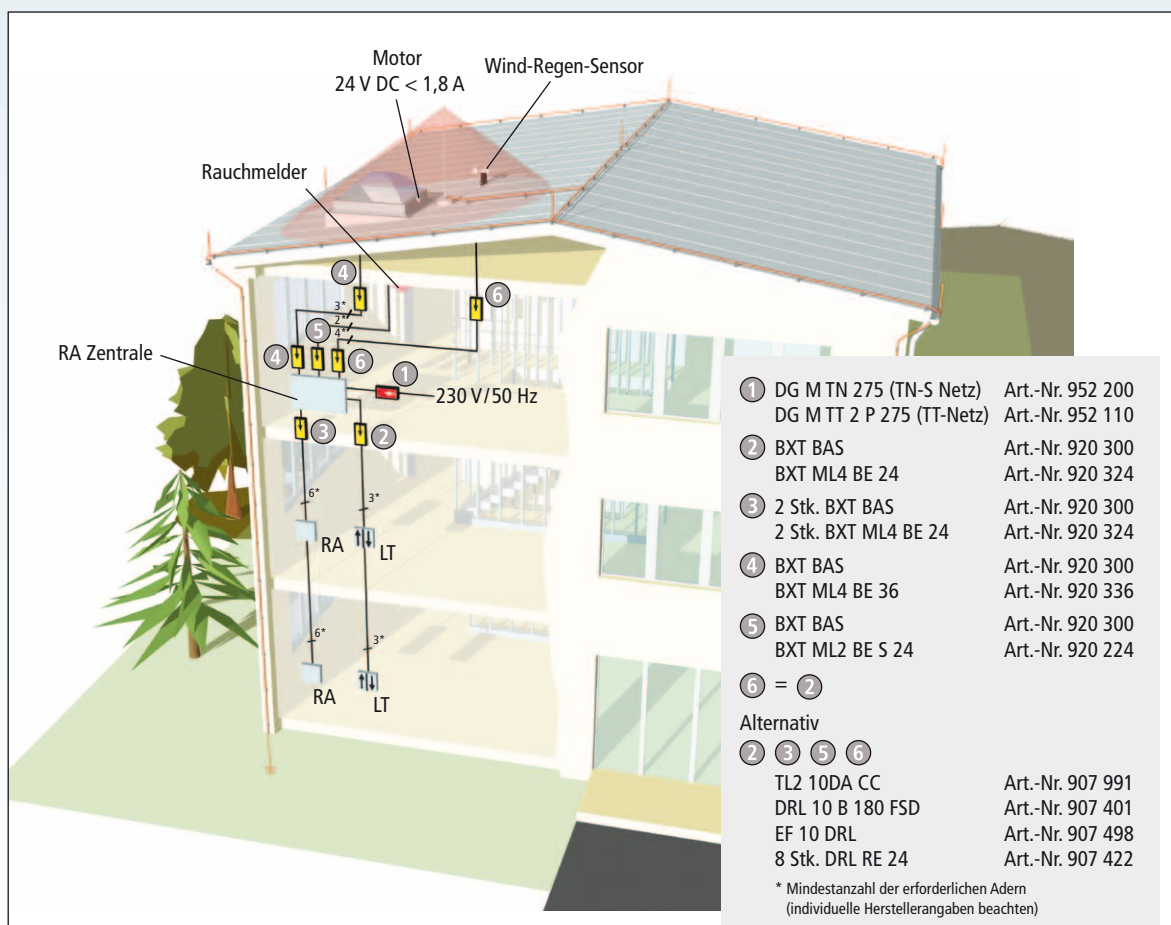 Motor
24 V DC < 1,8 A
Wind-Regen-Sensor
Rauchmelder
4
6
3*
2*
5
4*
RA Zentrale
4
6
1
230 V/50 Hz
3
2
6*
3*
RA
LT
6*
3*
RA
LT
1 DG M TN 275 (TN-S Netz) Art.-Nr. 952 200
DG M TT 2 P 275 (TT-Netz) Art.-Nr. 952 110
2 BXT BAS Art.-Nr. 920 300
BXT ML4 BE 24 Art.-Nr. 920 324
3 2 Stk. BXT BAS Art.-Nr. 920 300
2 Stk. BXT ML4 BE 24 Art.-Nr. 920 324
4 BXT BAS Art.-Nr. 920 300
BXT ML4 BE 36 Art.-Nr. 920 336
5 BXT BAS Art.-Nr. 920 300
BXT ML2 BE S 24 Art.-Nr. 920 224
6 = 2
Alternativ
2 3 5 6
TL2 10DA CC Art.-Nr. 907 991
DRL 10 B 180 FSD Art.-Nr. 907 401
EF 10 DRL Art.-Nr. 907 498
8 Stk. DRL RE 24 Art.-Nr. 907 422
* Mindestanzahl der erforderlichen Adern
(individuelle Herstellerangaben beachten)